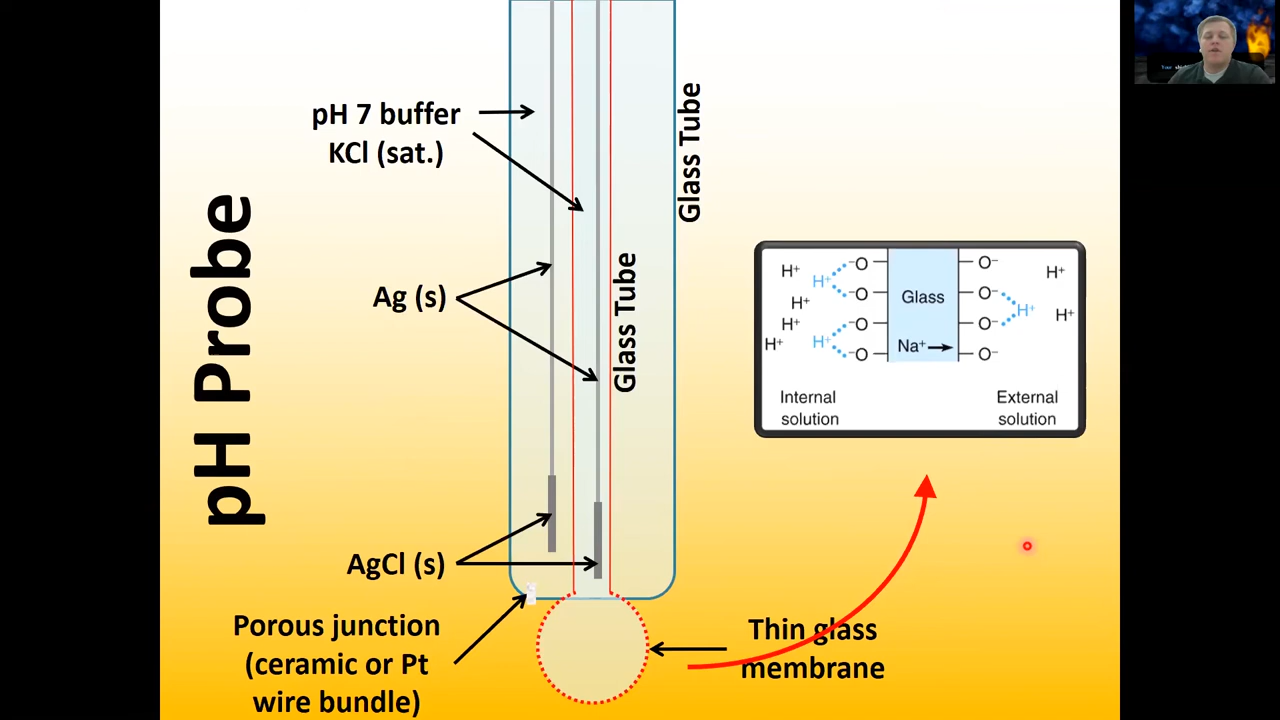 pH Probe
pH 7 buffer
KCl (sat.)
Ag (s)
AgCl (s)
Porous junction
(ceramic or Pt
wire bundle)
Glass Tube
Glass Tube
Thin glass
membrane
H⁺ H⁺ ⁻O O⁻ H⁺
H⁺ ⁻O Glass O⁻ H⁺ H⁺
H⁺ H⁺ ⁻O O⁻
H⁺ ⁻O Na⁺ O⁻
Internal
solution
External
solution